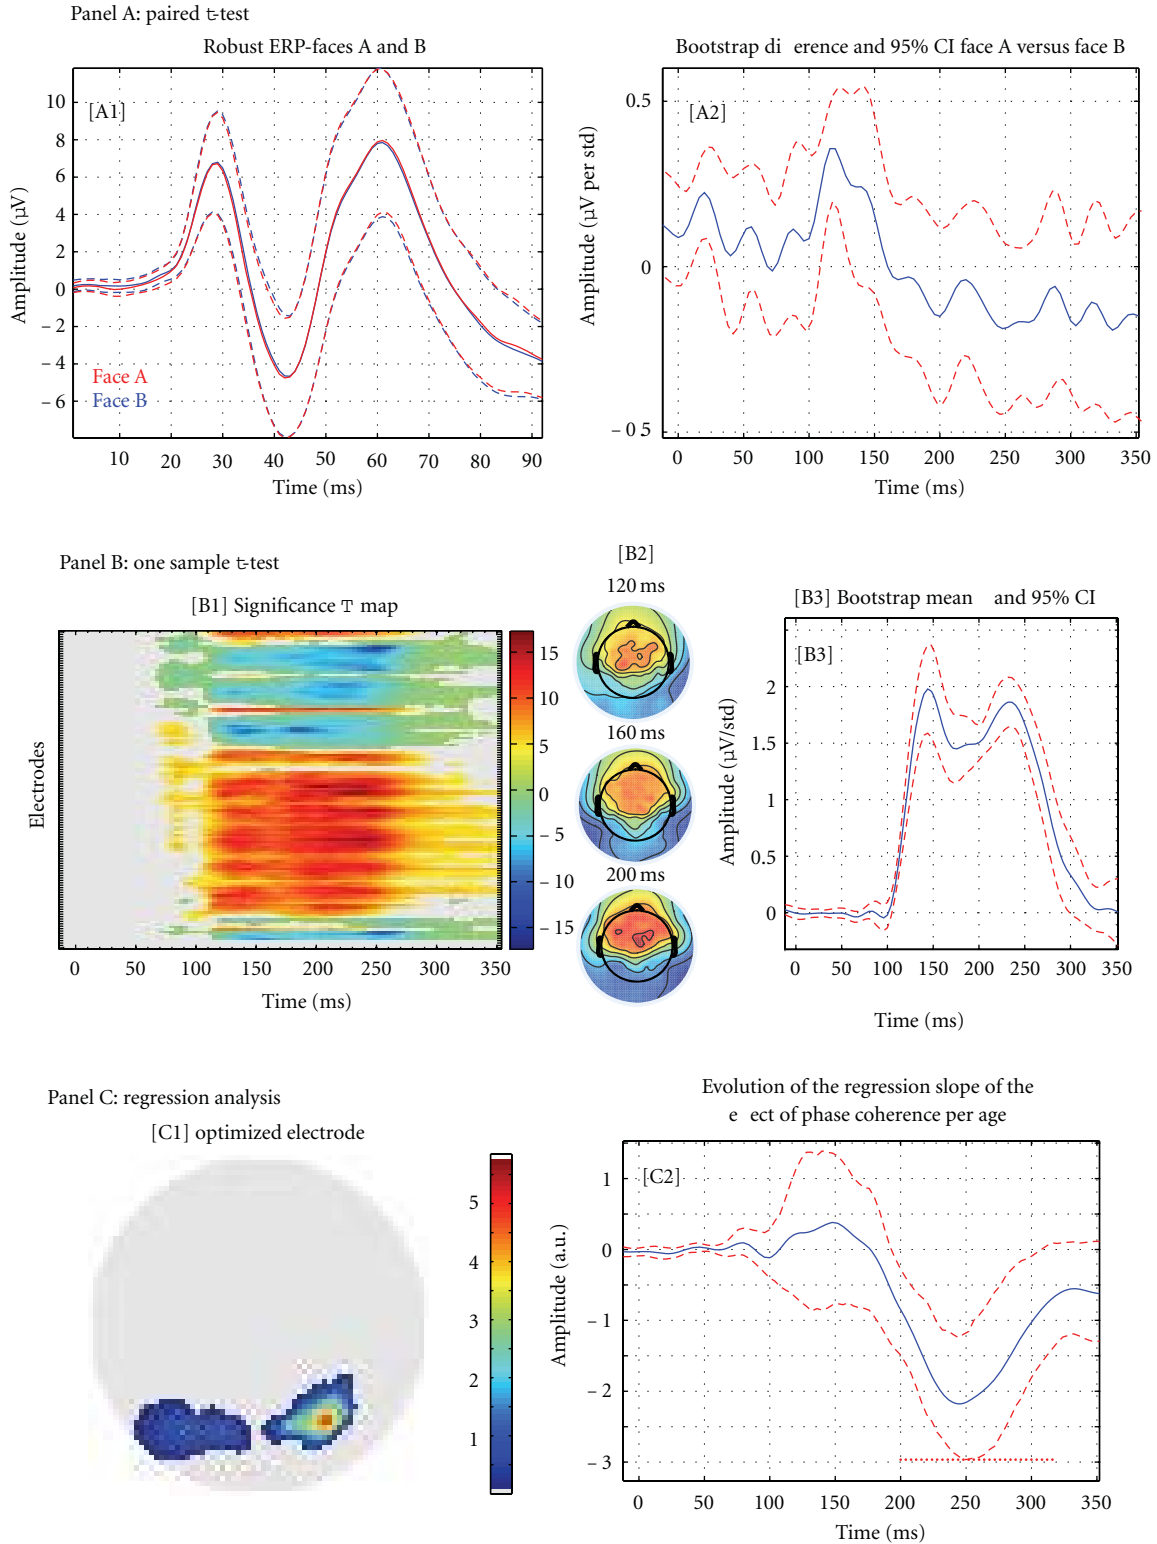 Panel A: paired t-test
Robust ERP-faces A and B
[A1]
Amplitude (µV)
10
8
6
4
2
0
− 2
− 4
− 6
Face A
Face B
10 20 30 40 50 60 70 80 90
Time (ms)
Bootstrap di erence and 95% CI face A versus face B
[A2]
Amplitude (µV per std)
0.5
0
− 0 5
0 50 100 150 200 250 300 350
Time (ms)
Panel B: one sample t-test
[B1] Significance T map
Electrodes
0 50 100 150 200 250 300 350
Time (ms)
15
10
5
0
− 5
− 10
− 15
[B2]
120 ms
160 ms
200 ms
[B3] Bootstrap mean and 95% CI
[B3]
Amplitude (µV/std)
2
1.5
1
0.5
0
0 50 100 150 200 250 300 350
Time (ms)
Panel C: regression analysis
[C1] optimized electrode
5
4
3
2
1
Evolution of the regression slope of the
e ect of phase coherence per age
[C2]
Amplitude (a.u.)
1
0
− 1
− 2
− 3
0 50 100 150 200 250 300 350
Time (ms)